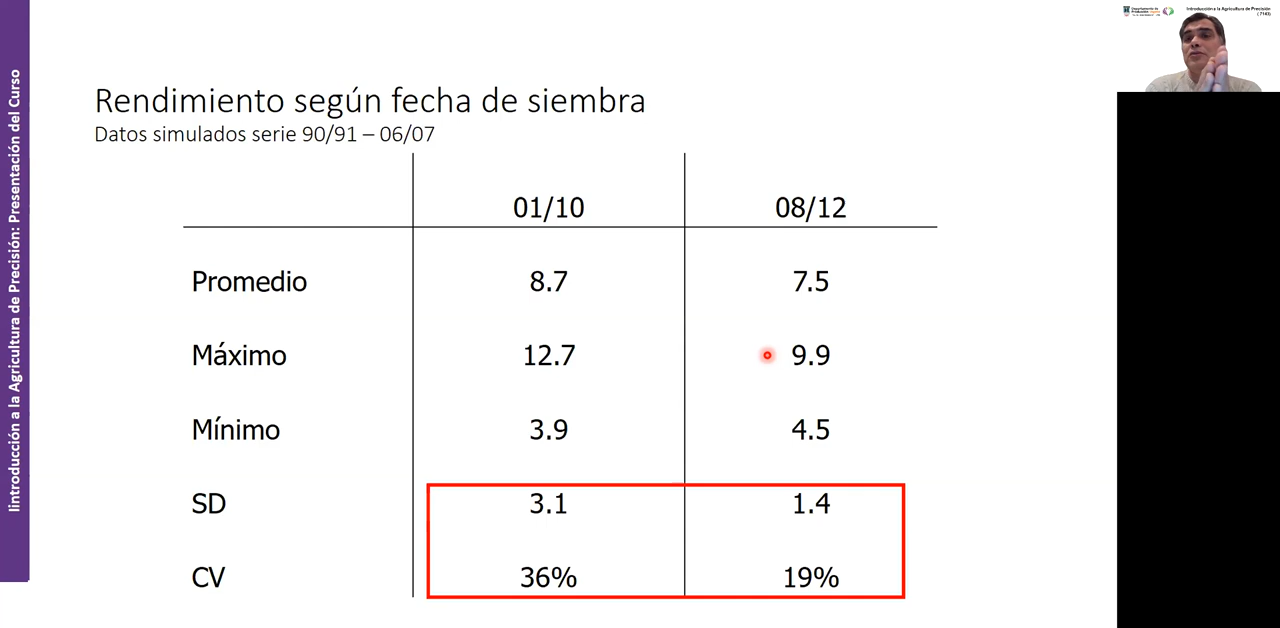 Iintroducción a la Agricultura de Precisión: Presentación del Curso
Introducción a la Agricultura de Precisión
(7143)
Rendimiento según fecha de siembra
Datos simulados serie 90/91 – 06/07
01/10 08/12
Promedio 8.7 7.5
Máximo 12.7 9.9
Mínimo 3.9 4.5
SD 3.1 1.4
CV 36% 19%